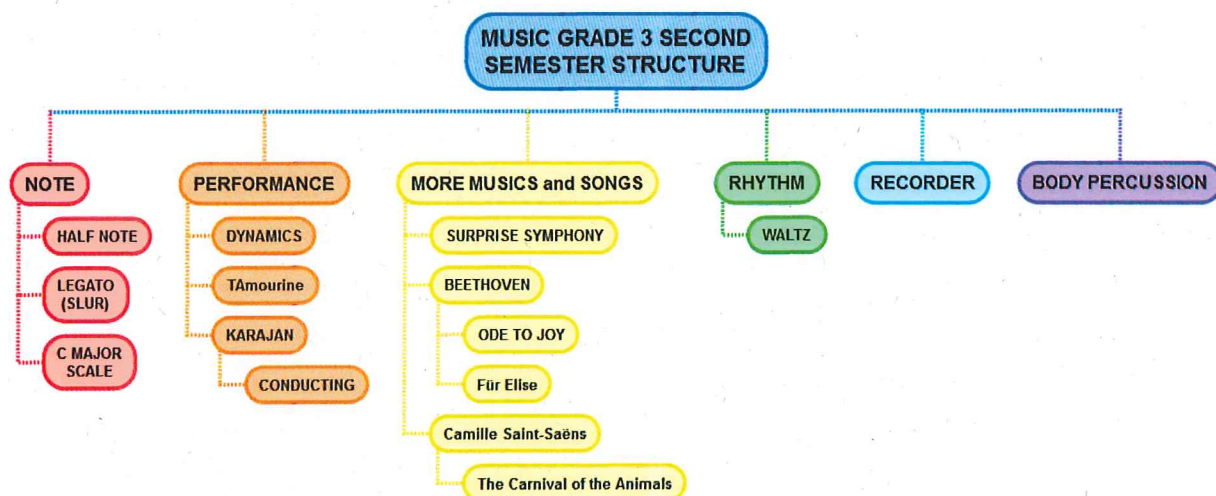 MUSIC GRADE 3 SECOND
SEMESTER STRUCTURE
NOTE
HALF NOTE
LEGATO
(SLUR)
C MAJOR
SCALE
PERFORMANCE
DYNAMICS
TAmourine
KARAJAN
CONDUCTING
MORE MUSICS and SONGS
SURPRISE SYMPHONY
BEETHOVEN
ODE TO JOY
Für Elise
Camille Saint-Saëns
The Carnival of the Animals
RHYTHM
WALTZ
RECORDER
BODY PERCUSSION